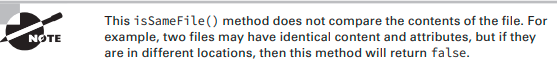 This isSameFile() method does not compare the contents of the file. For
example, two files may have identical content and attributes, but if they
NOTE
are in different locations, then this method will return false.